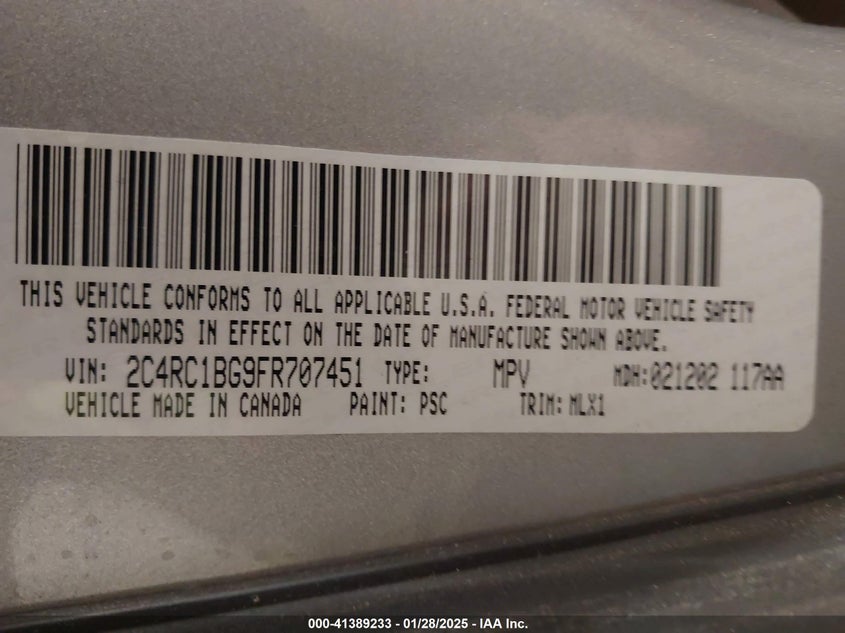 THIS VEHICLE CONFORMS TO ALL APPLICABLE U.S.A. FEDERAL MOTOR VEHICLE SAFETY
STANDARDS IN EFFECT ON THE DATE OF MANUFACTURE SHOWN ABOVE.
VIN: 2C4RC1BG9FR707451 TYPE: MPV MDH:021202 117AA
VEHICLE MADE IN CANADA PAINT: PSC TRIM: MLX1
000-41389233 - 01/28/2025 - IAA Inc.